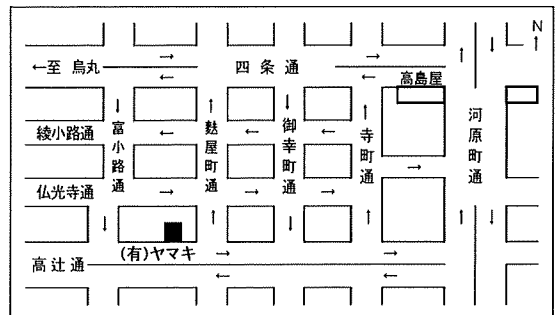 N
←至 烏丸
四条通
高島屋
綾小路通
富小路通
麩屋町通
御幸町通
寺町通
河原町通
仏光寺通
(有)ヤマキ
高辻通